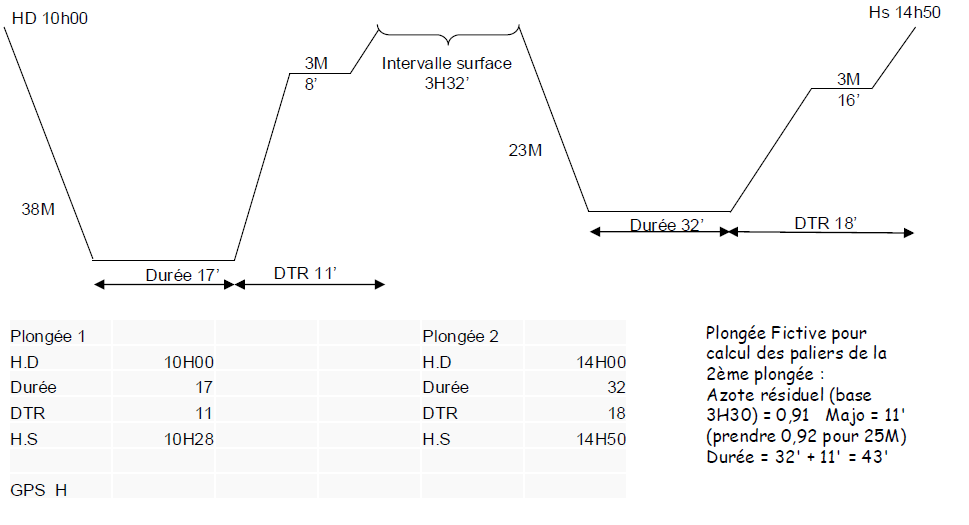 HD 10h00
Hs 14h50
3M
8’
Intervalle surface
3H32’
3M
16’
23M
38M
Durée 17’
DTR 11’
Durée 32’
DTR 18’
Plongée 1
Plongée 2
H.D 10H00
H.D 14H00
Durée 17
Durée 32
DTR 11
DTR 18
H.S 10H28
H.S 14H50
GPS H
Plongée Fictive pour
calcul des paliers de la
2ème plongée :
Azote résiduel (base
3H30) = 0,91 Majo = 11'
(prendre 0,92 pour 25M)
Durée = 32' + 11' = 43'